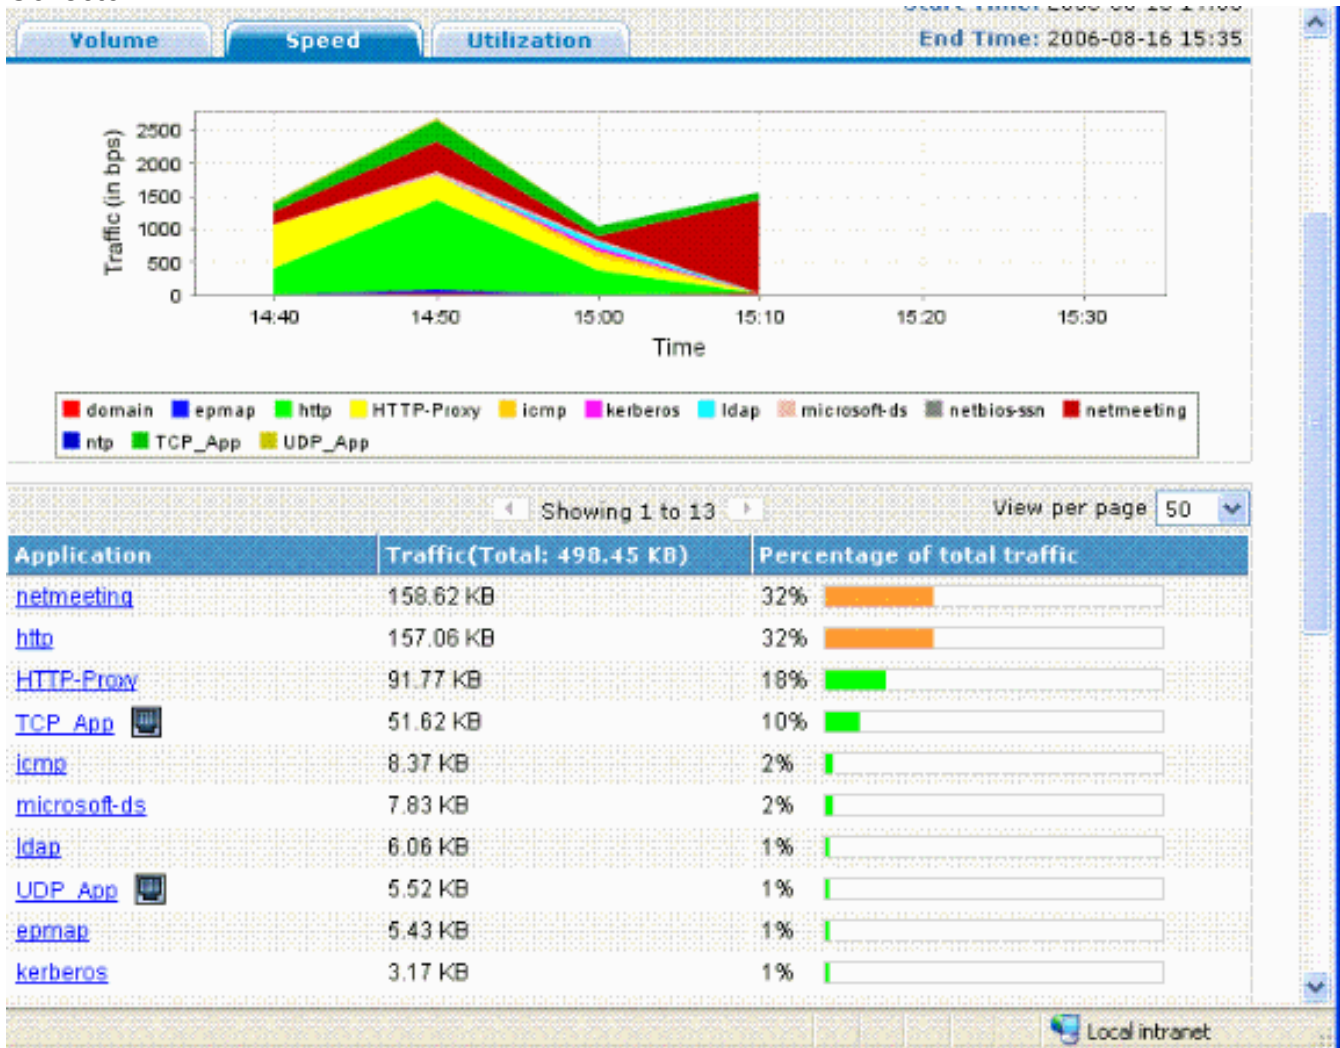 Volume Speed Utilization
End Time: 2006-08-16 15:35
Traffic (in bps)
2500
2000
1500
1000
500
0
14:40 14:50 15:00 15:10 15:20 15:30
Time
domain epmap http HTTP-Proxy icmp kerberos ldap microsoft-ds netbios-ssn netmeeting
ntp TCP_App UDP_App
Showing 1 to 13 View per page 50
Application Traffic(Total: 498.45 KB) Percentage of total traffic
netmeeting 158.62 KB 32%
http 157.06 KB 32%
HTTP-Proxy 91.77 KB 18%
TCP_App 51.62 KB 10%
icmp 8.37 KB 2%
microsoft-ds 7.83 KB 2%
ldap 6.06 KB 1%
UDP_App 5.52 KB 1%
epmap 5.43 KB 1%
kerberos 3.17 KB 1%
Local intranet